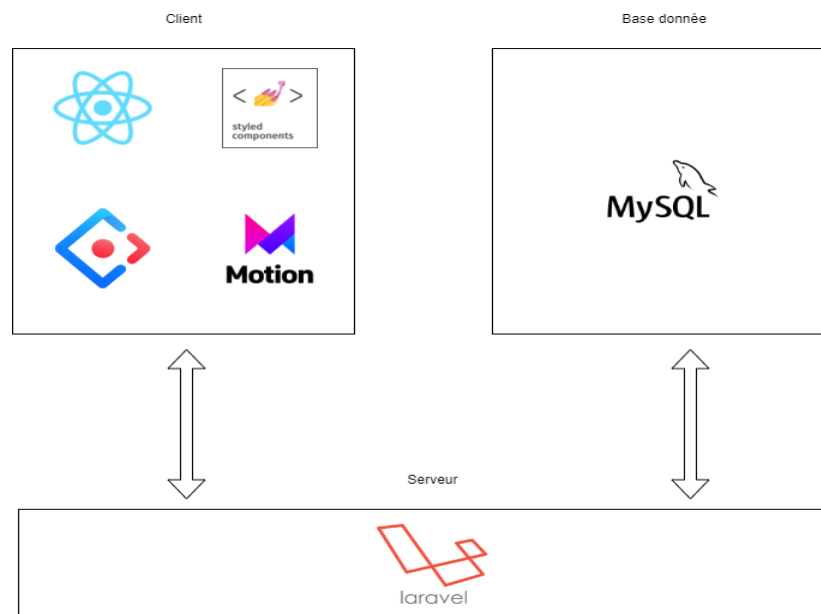 Client
Base donnée
< >
styled
components
Motion
MySQL
Serveur
laravel